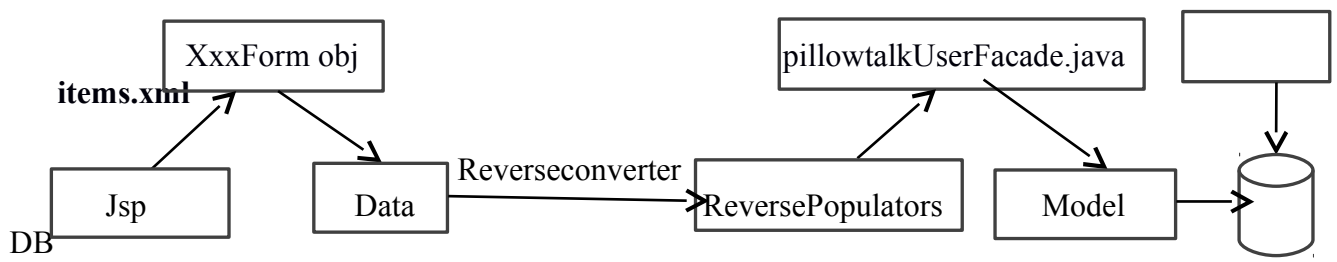 XxxForm obj
pillowtalkUserFacade.java
items.xml
Reverseconverter
Jsp
Data
ReversePopulators
Model
DB